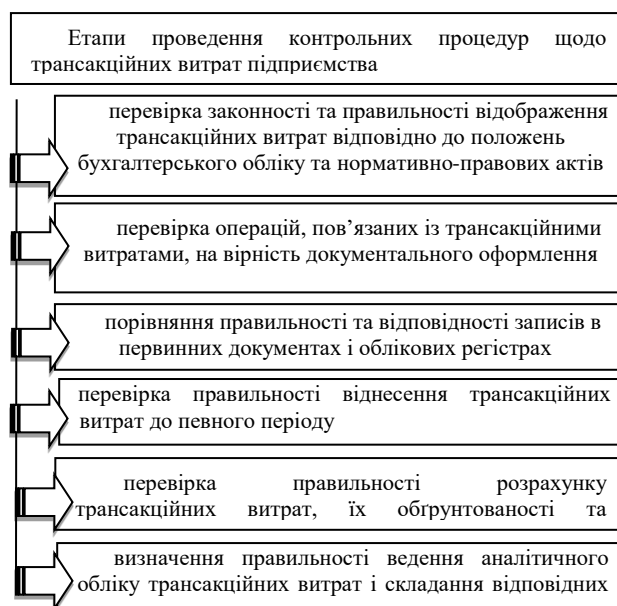 Етапи проведення контрольних процедур щодо
трансакційних витрат підприємства
перевірка законності та правильності відображення
трансакційних витрат відповідно до положень
бухгалтерського обліку та нормативно-правових актів
перевірка операцій, пов’язаних із трансакційними
витратами, на вірність документального оформлення
порівняння правильності та відповідності записів в
первинних документах і облікових регістрах
перевірка правильності віднесення трансакційних
витрат до певного періоду
перевірка правильності розрахунку
трансакційних витрат, їх обґрунтованості та
визначення правильності ведення аналітичного
обліку трансакційних витрат і складання відповідних